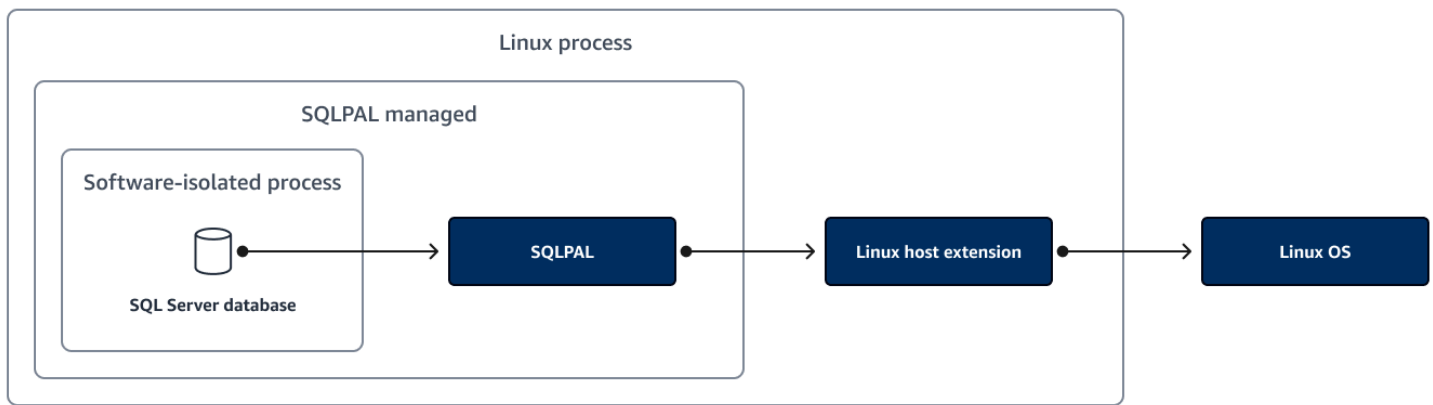 Linux process
SQLPAL managed
Software-isolated process
SQL Server database
SQLPAL
Linux host extension
Linux OS